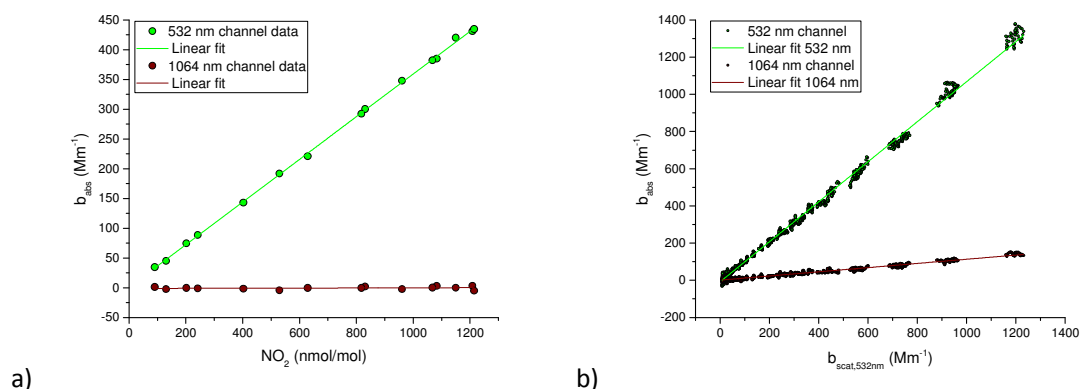 532 nm channel data
Linear fit
1064 nm channel data
Linear fit
450
400
350
300
250
200
150
100
50
0
-50
b_abs (Mm⁻¹)
0 200 400 600 800 1000 1200 1400
NO₂ (nmol/mol)
a)
532 nm channel
Linear fit 532 nm
1064 nm channel
Linear fit 1064 nm
1400
1200
1000
800
600
400
200
0
-200
b_abs (Mm⁻¹)
0 200 400 600 800 1000 1200 1400
b_scat,532nm (Mm⁻¹)
b)